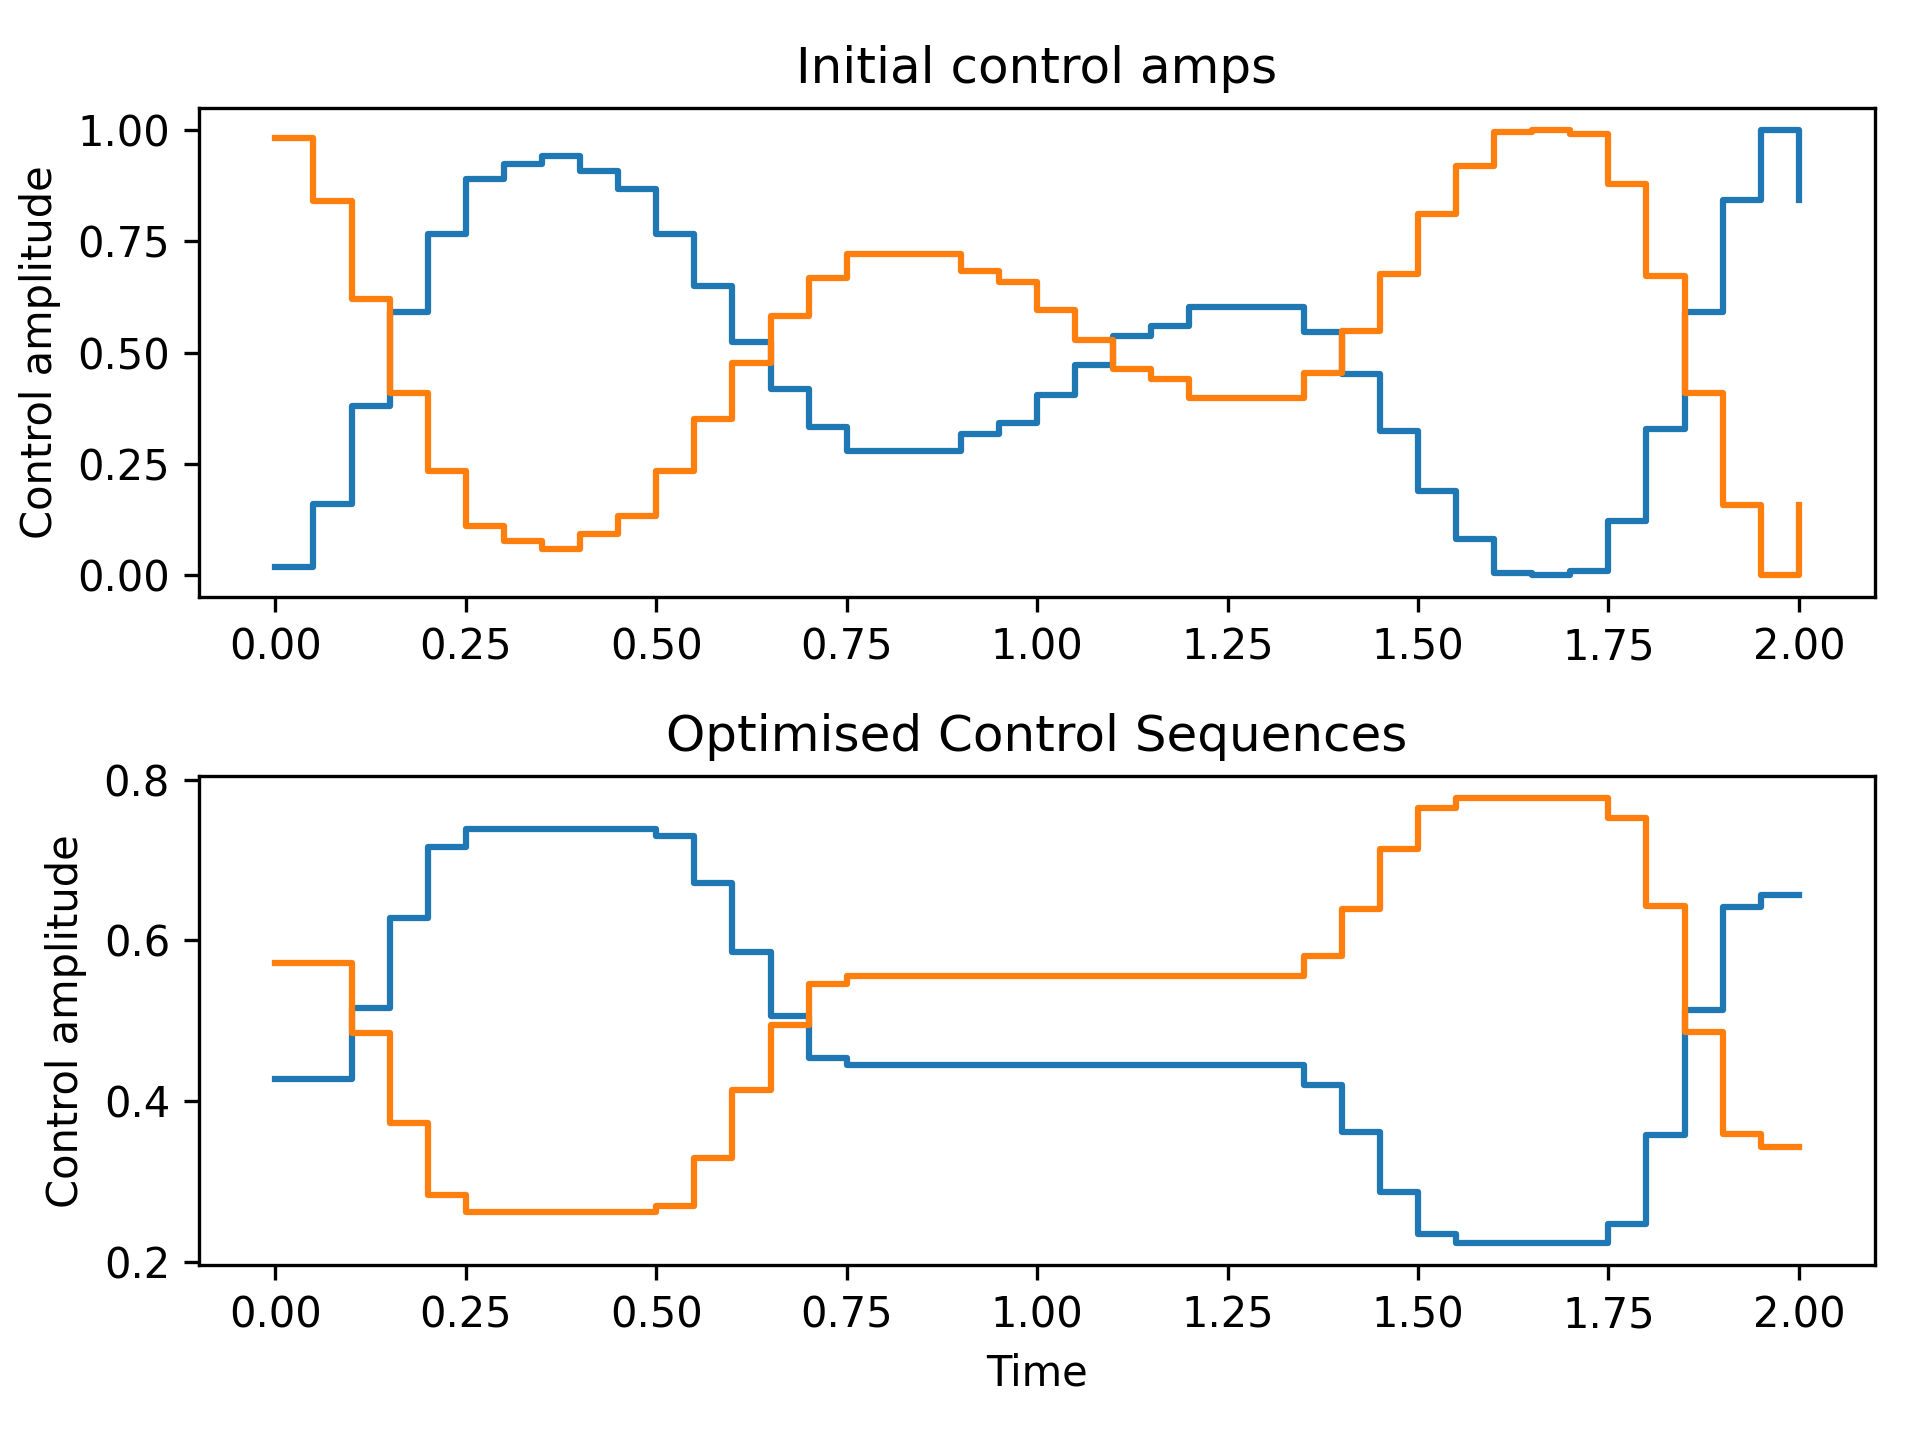 Initial control amps
Control amplitude
1.00
0.75
0.50
0.25
0.00
0.00 0.25 0.50 0.75 1.00 1.25 1.50 1.75 2.00
Optimised Control Sequences
Control amplitude
0.8
0.6
0.4
0.2
0.00 0.25 0.50 0.75 1.00 1.25 1.50 1.75 2.00
Time